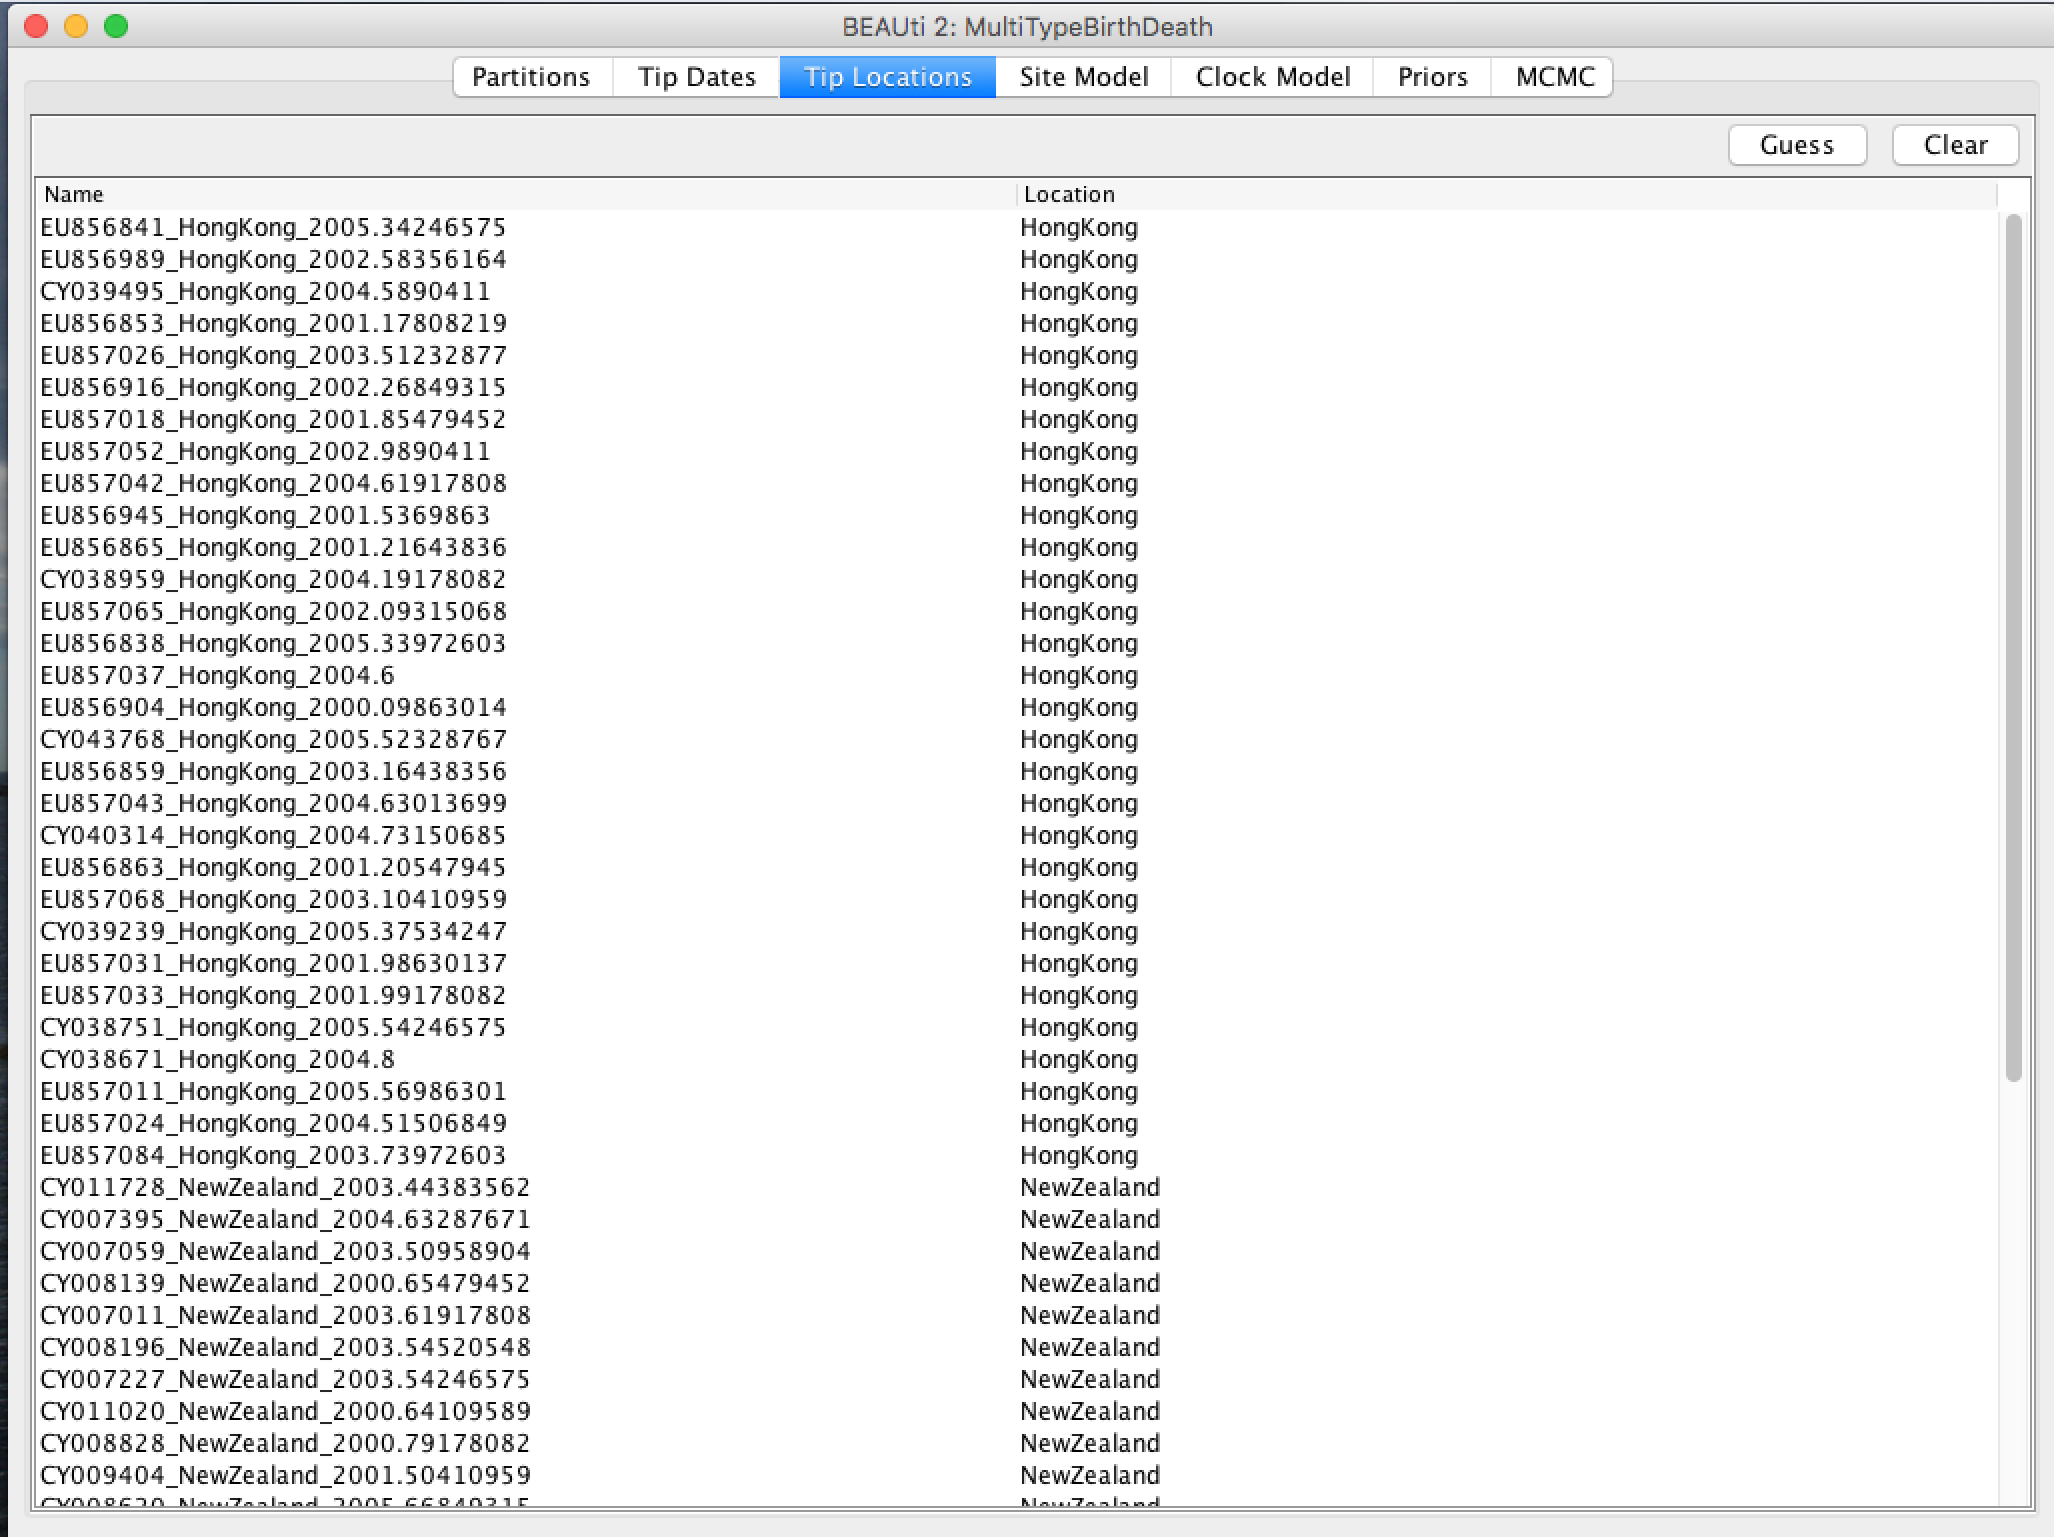 BEAUti 2: MultiTypeBirthDeath
Partitions Tip Dates Tip Locations Site Model Clock Model Priors MCMC
Guess Clear
Name Location
EU856841_HongKong_2005.34246575 HongKong
EU856989_HongKong_2002.58356164 HongKong
CY039495_HongKong_2004.5890411 HongKong
EU856853_HongKong_2001.17808219 HongKong
EU857026_HongKong_2003.51232877 HongKong
EU856916_HongKong_2002.26849315 HongKong
EU857018_HongKong_2001.85479452 HongKong
EU857052_HongKong_2002.9890411 HongKong
EU857042_HongKong_2004.61917808 HongKong
EU856945_HongKong_2001.5369863 HongKong
EU856865_HongKong_2001.21643836 HongKong
CY038959_HongKong_2004.19178082 HongKong
EU857065_HongKong_2002.09315068 HongKong
EU856838_HongKong_2005.33972603 HongKong
EU857037_HongKong_2004.6 HongKong
EU856904_HongKong_2000.09863014 HongKong
CY043768_HongKong_2005.52328767 HongKong
EU856859_HongKong_2003.16438356 HongKong
EU857043_HongKong_2004.63013699 HongKong
CY040314_HongKong_2004.73150685 HongKong
EU856863_HongKong_2001.20547945 HongKong
EU857068_HongKong_2003.10410959 HongKong
CY039239_HongKong_2005.37534247 HongKong
EU857031_HongKong_2001.98630137 HongKong
EU857033_HongKong_2001.99178082 HongKong
CY038751_HongKong_2005.54246575 HongKong
CY038671_HongKong_2004.8 HongKong
EU857011_HongKong_2005.56986301 HongKong
EU857024_HongKong_2004.51506849 HongKong
EU857084_HongKong_2003.73972603 HongKong
CY011728_NewZealand_2003.44383562 NewZealand
CY007395_NewZealand_2004.63287671 NewZealand
CY007059_NewZealand_2003.50958904 NewZealand
CY008139_NewZealand_2000.65479452 NewZealand
CY007011_NewZealand_2003.61917808 NewZealand
CY008196_NewZealand_2003.54520548 NewZealand
CY007227_NewZealand_2003.54246575 NewZealand
CY011020_NewZealand_2000.64109589 NewZealand
CY008828_NewZealand_2000.79178082 NewZealand
CY009404_NewZealand_2001.50410959 NewZealand
NewZealand